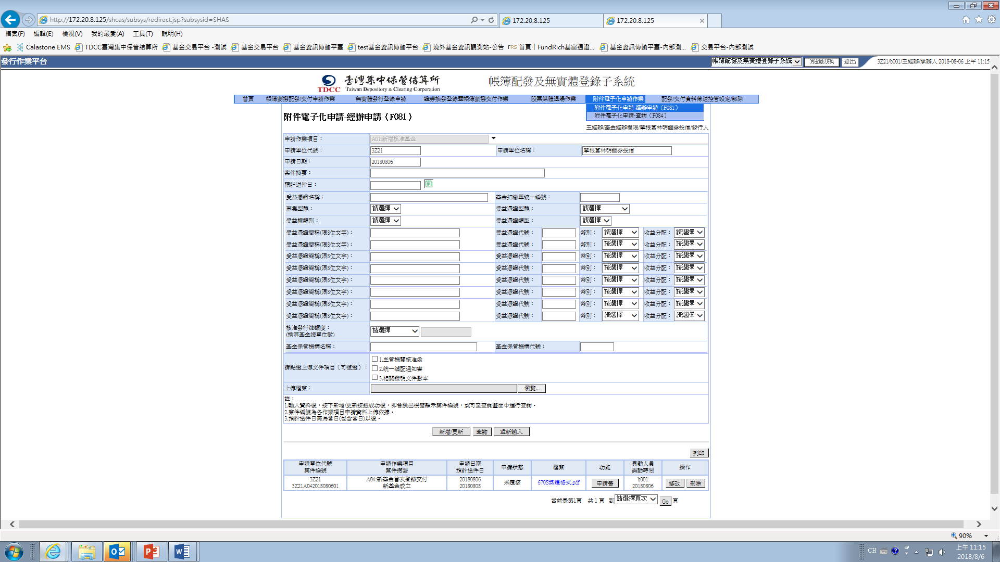 http://172.20.8.125/shcas/subsys/redirect.jsp?subsysid=SHAS
172.20.8.125
172.20.8.125
檔案(F) 編輯(E) 檢視(V) 我的最愛(A) 工具(T) 說明(H)
Calastone EMS TDCC臺灣集中保管結算所 基金交易平台 -測試 基金交易平台 基金資訊傳輸平臺 test基金資訊傳輸平台 境外基金資訊觀測站-公告 FRS 首頁 | FundRich基富通證... 基金資訊傳輸平臺-內部測... 交易平台-內部測試
發行作業平台 帳簿配發及無實體登錄子系統 系統切換 登出 3Z21/b001/王經辦/承辦人 2018-08-06 上午 11:15
TDCC 臺灣集中保管結算所
Taiwan Depository & Clearing Corporation
帳簿配發及無實體登錄子系統
首頁 帳簿劃撥配發/交付申請作業 無實體發行登錄申請 證券換發登錄暨帳簿劃撥交付作業 股票媒體退場作業 附件電子化申請作業 配發/交付資料傳送控管設定/解除
附件電子化申請-經辦申請（F081）
附件電子化申請-查詢（F084）
附件電子化申請-經辦申請（F081）
王經辦/基金經辦權限/摩根富林明證券投信/發行人
申請作業項目： A01:新增核准基金
申請單位代號： 3Z21 申請單位名稱： 摩根富林明證券投信
申請日期： 20180806
案件摘要：
預計送件日：
受益憑證名稱： 基金扣繳單統一編號：
募集型態： 請選擇 受益憑證型態： 請選擇
受益權類別： 請選擇 受益憑證類型： 請選擇
受益憑證簡稱(限8位文字)： 受益憑證代號： 幣別： 請選擇 收益分配： 請選擇
受益憑證簡稱(限8位文字)： 受益憑證代號： 幣別： 請選擇 收益分配： 請選擇
受益憑證簡稱(限8位文字)： 受益憑證代號： 幣別： 請選擇 收益分配： 請選擇
受益憑證簡稱(限8位文字)： 受益憑證代號： 幣別： 請選擇 收益分配： 請選擇
受益憑證簡稱(限8位文字)： 受益憑證代號： 幣別： 請選擇 收益分配： 請選擇
受益憑證簡稱(限8位文字)： 受益憑證代號： 幣別： 請選擇 收益分配： 請選擇
受益憑證簡稱(限8位文字)： 受益憑證代號： 幣別： 請選擇 收益分配： 請選擇
受益憑證簡稱(限8位文字)： 受益憑證代號： 幣別： 請選擇 收益分配： 請選擇
核准發行總額度： 請選擇
(換算基金總單位數)
基金保管機構名稱： 基金保管機構代號：
請點選上傳文件項目（可複選）：
1.主管機關核准函
2.統一編配通知書
3.相關證明文件影本
上傳檔案： 瀏覽...
註：
1.輸入資料後，按下新增/更新按鈕成功後，即會跳出視窗顯示案件編號，或可至查詢畫面中進行查詢。
2.案件編號為各作業項目申請資料上傳依據。
3.預計送件日需為當日(包含當日)以後。
新增/更新 查詢 重新輸入
列印
申請單位代號 申請作業項目 申請日期 申請狀態 檔案 功能 異動人員 操作
案件編號 案件摘要 預計送件日 異動時間
3Z21 A04:新基金首次登錄交付 20180806 未覆核 670S媒體格式.pdf 申請書 b001 修改 刪除
3Z21A042018080601 新基金成立 20180808 20180806
當前是第1頁 共 1 頁 到 請選擇頁次 Go 頁
90%
CH 上午 11:15
2018/8/6